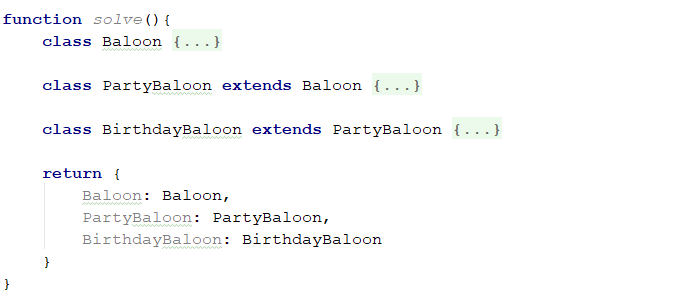 function solve(){
class Baloon {...}
class PartyBaloon extends Baloon {...}
class BirthdayBaloon extends PartyBaloon {...}
return {
Baloon: Baloon,
PartyBaloon: PartyBaloon,
BirthdayBaloon: BirthdayBaloon
}
}